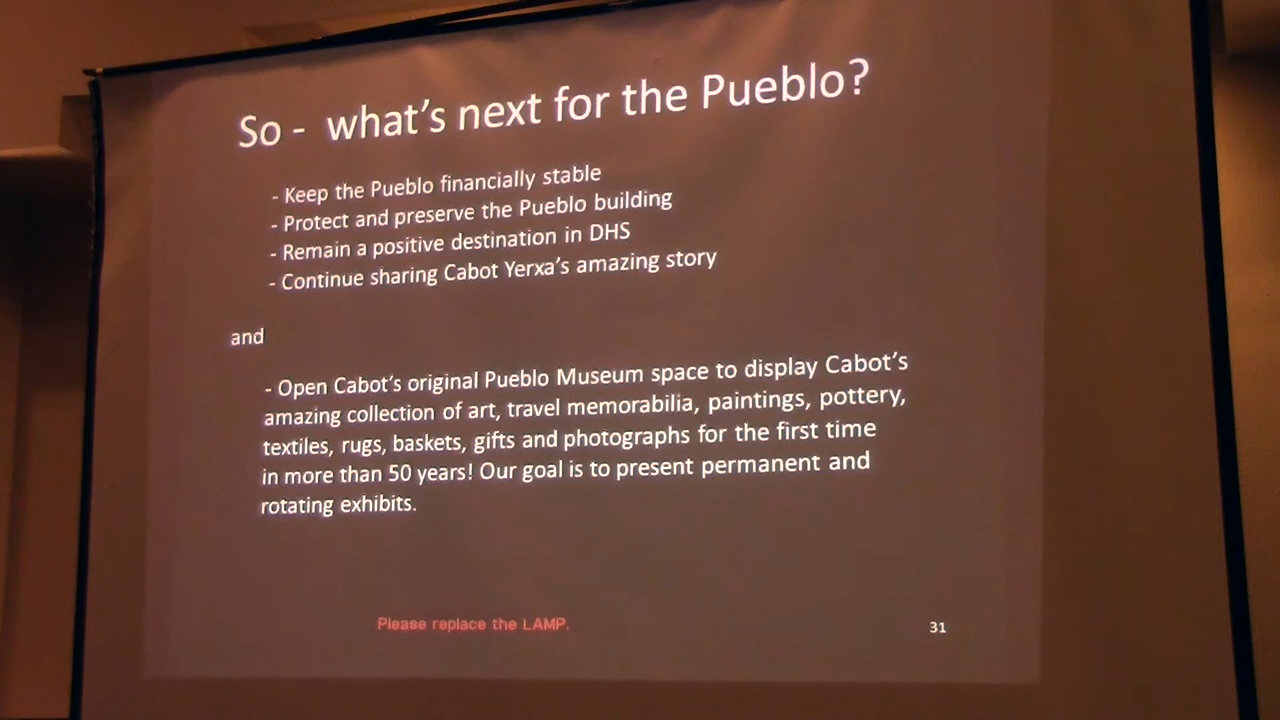 So - what's next for the Pueblo?
- Keep the Pueblo financially stable
- Protect and preserve the Pueblo building
- Remain a positive destination in DHS
- Continue sharing Cabot Yerxa's amazing story
and
- Open Cabot's original Pueblo Museum space to display Cabot's
amazing collection of art, travel memorabilia, paintings, pottery,
textiles, rugs, baskets, gifts and photographs for the first time
in more than 50 years! Our goal is to present permanent and
rotating exhibits.
Please replace the LAMP.
31